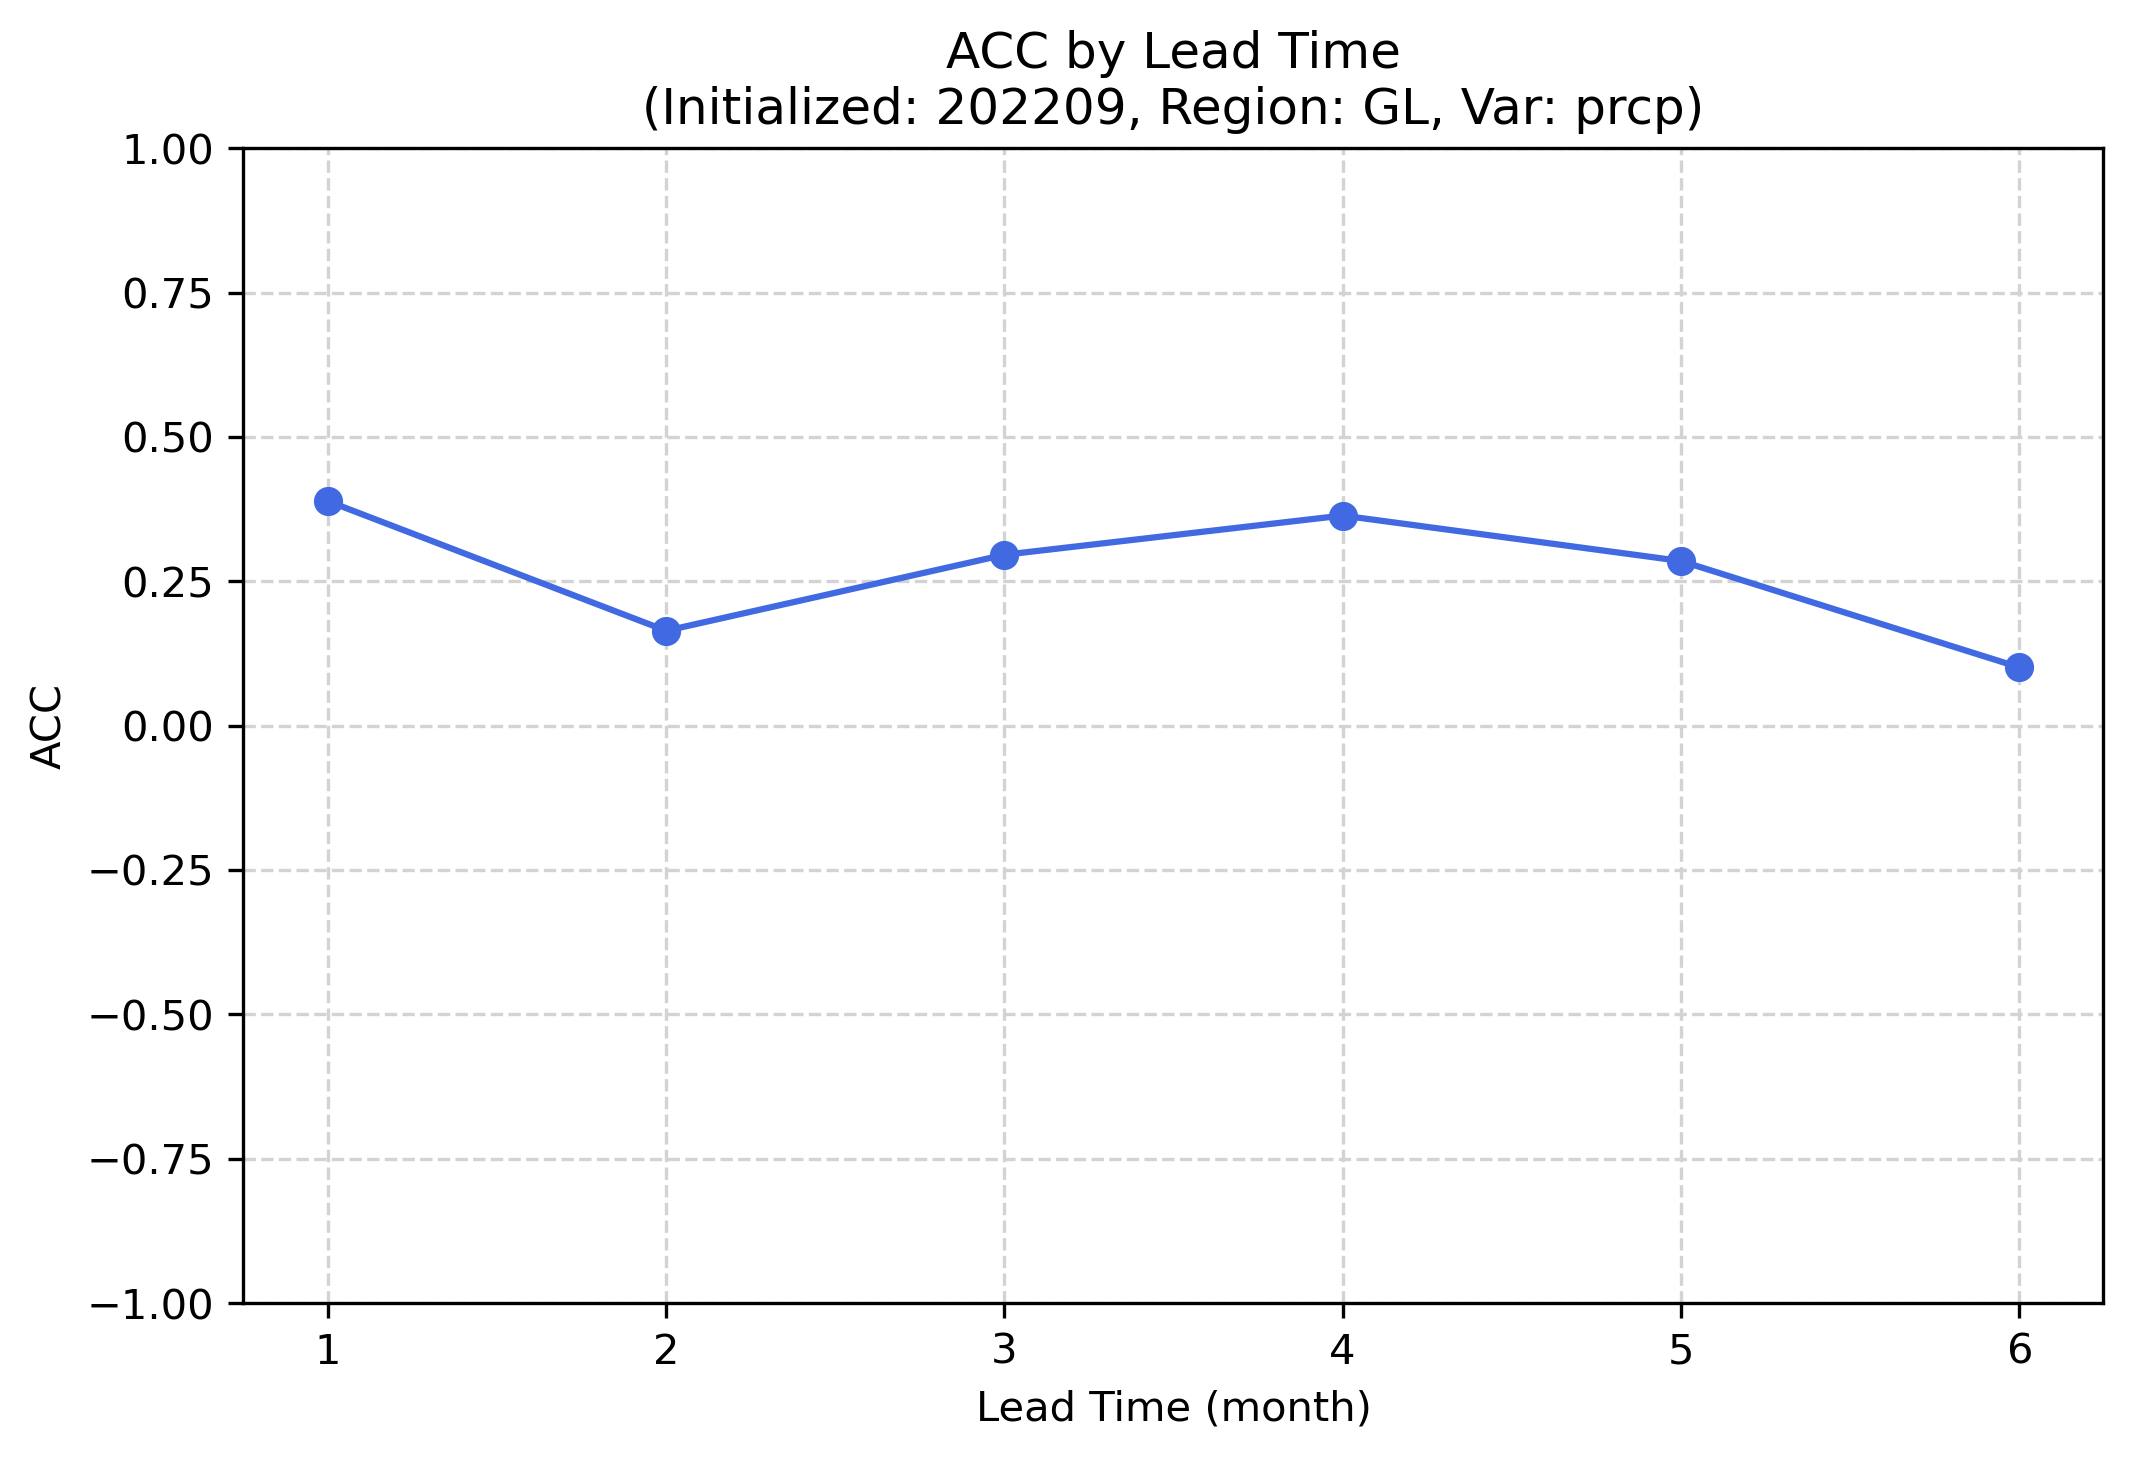 ACC by Lead Time
(Initialized: 202209, Region: GL, Var: prcp)
1.00
0.75
0.50
0.25
0.00
−0.25
−0.50
−0.75
−1.00
ACC
1 2 3 4 5 6
Lead Time (month)